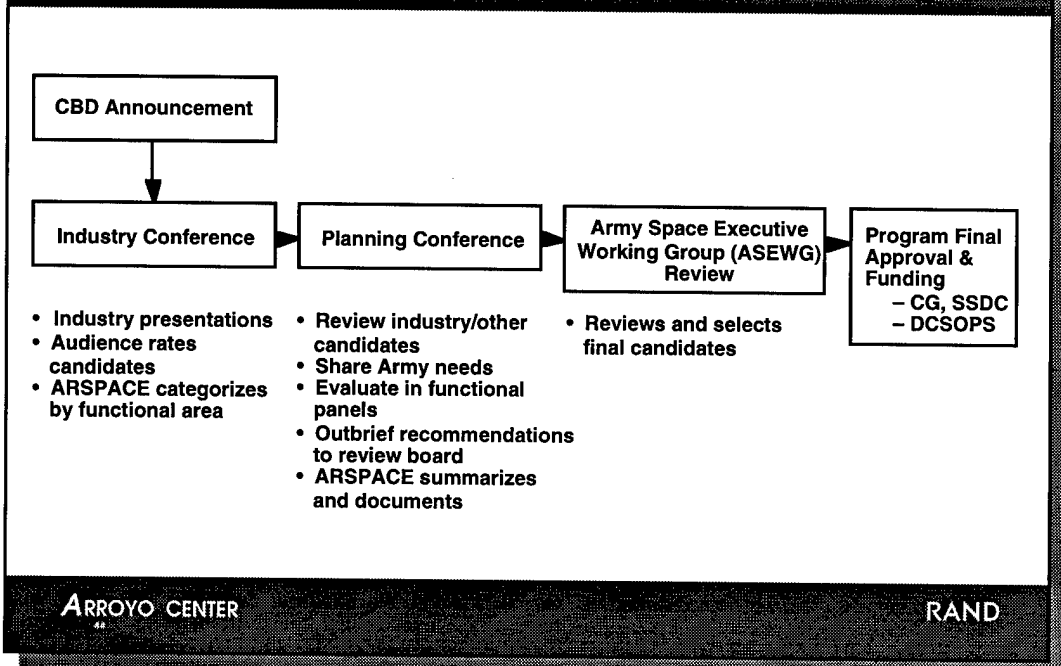 CBD Announcement
Industry Conference
Planning Conference
Army Space Executive
Working Group (ASEWG)
Review
Program Final
Approval &
Funding
– CG, SSDC
– DCSOPS
• Industry presentations
• Audience rates
candidates
• ARSPACE categorizes
by functional area
• Review industry/other
candidates
• Share Army needs
• Evaluate in functional
panels
• Outbrief recommendations
to review board
• ARSPACE summarizes
and documents
• Reviews and selects
final candidates
ARROYO CENTER
RAND